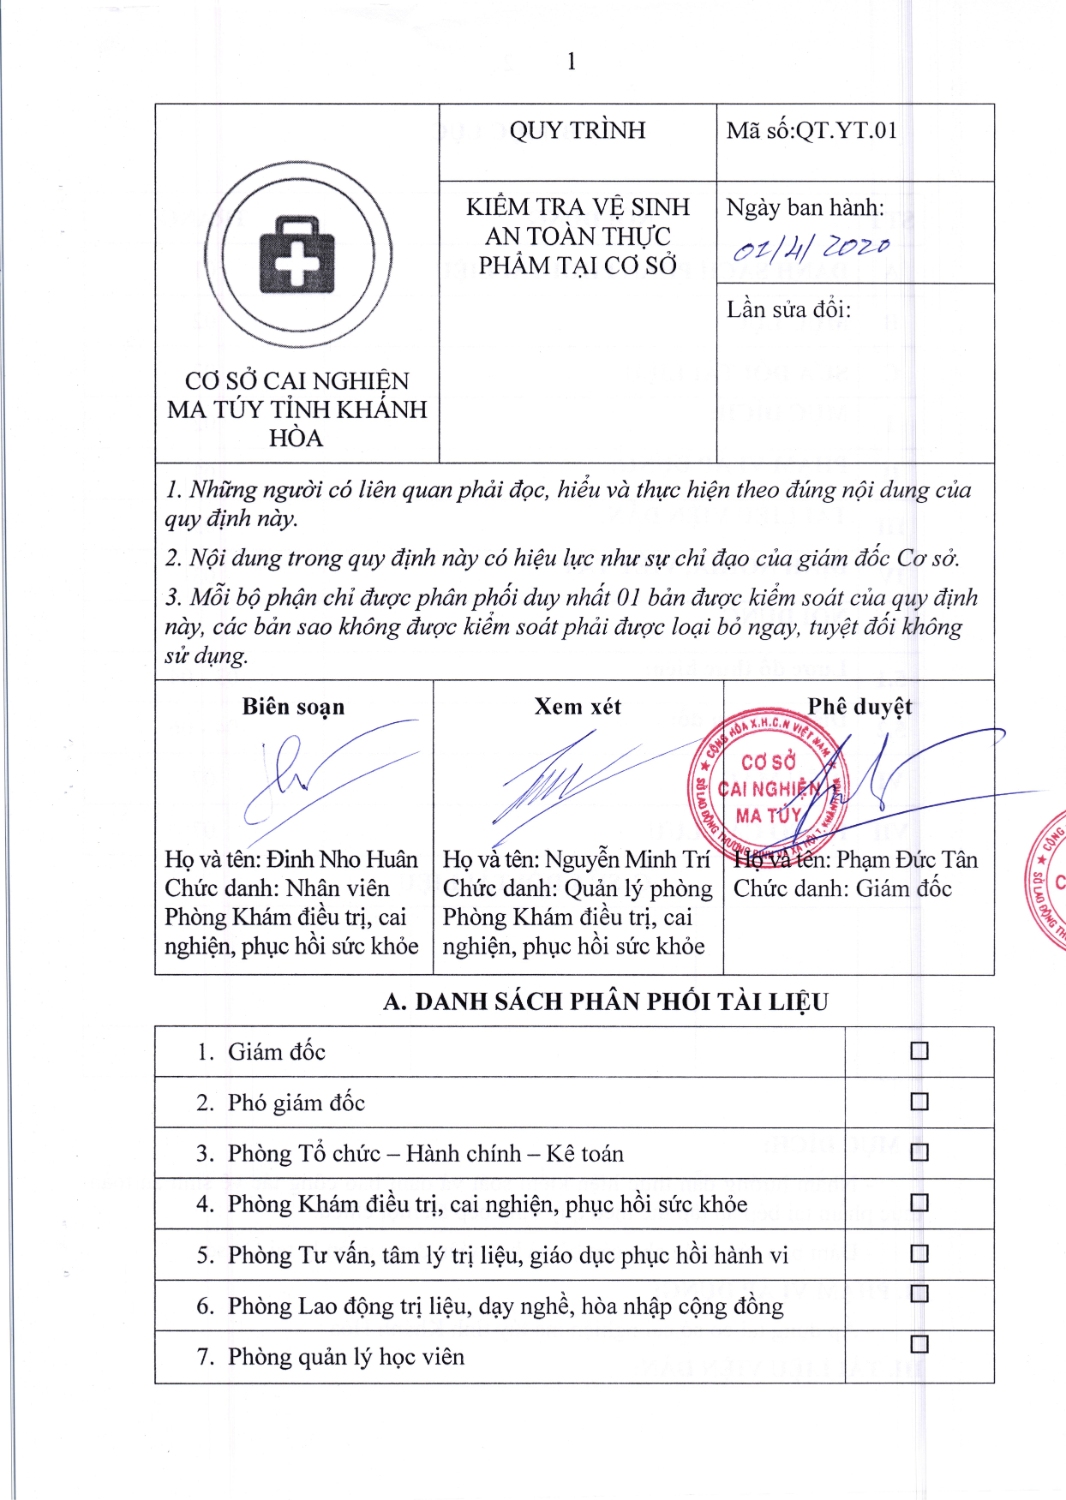 1
QUY TRÌNH
Mã số:QT.YT.01
KIỂM TRA VỆ SINH
AN TOÀN THỰC
PHẨM TẠI CƠ SỞ
Ngày ban hành:
01/4/2020
Lần sửa đổi:
CƠ SỞ CAI NGHIỆN
MA TÚY TỈNH KHÁNH
HÒA
1. Những người có liên quan phải đọc, hiểu và thực hiện theo đúng nội dung của
quy định này.
2. Nội dung trong quy định này có hiệu lực như sự chỉ đạo của giám đốc Cơ sở.
3. Mỗi bộ phận chỉ được phân phối duy nhất 01 bản được kiểm soát của quy định
này, các bản sao không được kiểm soát phải được loại bỏ ngay, tuyệt đối không
sử dụng.
Biên soạn
Họ và tên: Đinh Nho Huân
Chức danh: Nhân viên
Phòng Khám điều trị, cai
nghiện, phục hồi sức khỏe
Xem xét
Họ và tên: Nguyễn Minh Trí
Chức danh: Quản lý phòng
Phòng Khám điều trị, cai
nghiện, phục hồi sức khỏe
Phê duyệt
CỘNG HÒA X.H.C.N VIỆT NAM
CƠ SỞ
CAI NGHIỆN
MA TÚY
SỞ LAO ĐỘNG THƯƠNG BINH VÀ XÃ HỘI T. KHÁNH HÒA
Họ và tên: Phạm Đức Tân
Chức danh: Giám đốc
CỘNG
SỞ LAO ĐỘNG
A. DANH SÁCH PHÂN PHỐI TÀI LIỆU
1. Giám đốc
2. Phó giám đốc
3. Phòng Tổ chức – Hành chính – Kế toán
4. Phòng Khám điều trị, cai nghiện, phục hồi sức khỏe
5. Phòng Tư vấn, tâm lý trị liệu, giáo dục phục hồi hành vi
6. Phòng Lao động trị liệu, dạy nghề, hòa nhập cộng đồng
7. Phòng quản lý học viên